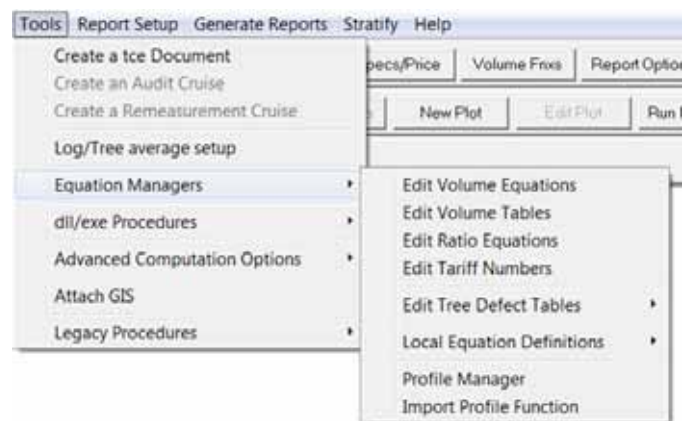 Tools Report Setup Generate Reports Stratify Help
Create a tce Document
Create an Audit Cruise
Create a Remeasurement Cruise
Log/Tree average setup
Equation Managers
dll/exe Procedures
Advanced Computation Options
Attach GIS
Legacy Procedures
pecs/Price Volume Fnxs Report Option
New Plot Edit Plot Run
Edit Volume Equations
Edit Volume Tables
Edit Ratio Equations
Edit Tariff Numbers
Edit Tree Defect Tables
Local Equation Definitions
Profile Manager
Import Profile Function